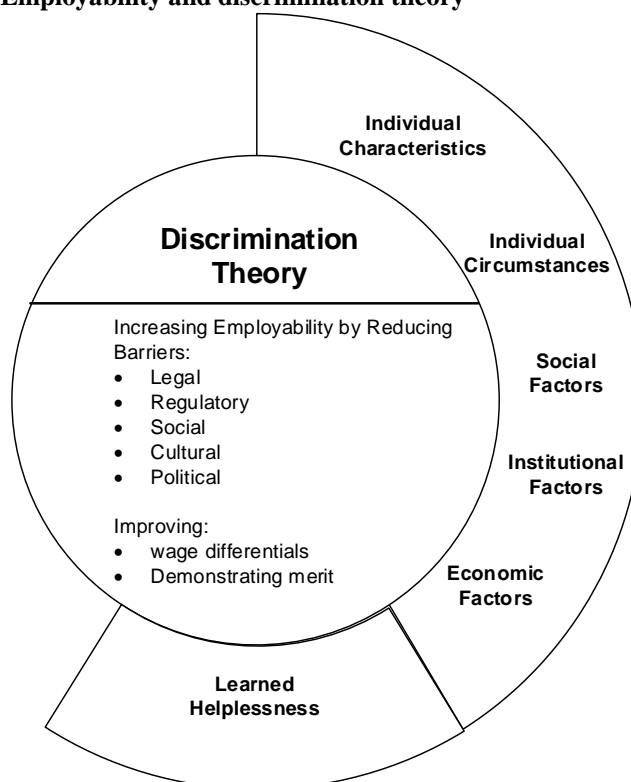 Employability and discrimination theory
Individual
Characteristics
Discrimination
Theory
Individual
Circumstances
Increasing Employability by Reducing
Barriers:
• Legal
• Regulatory
• Social
• Cultural
• Political
Social
Factors
Institutional
Factors
Improving:
• wage differentials
• Demonstrating merit
Economic
Factors
Learned
Helplessness